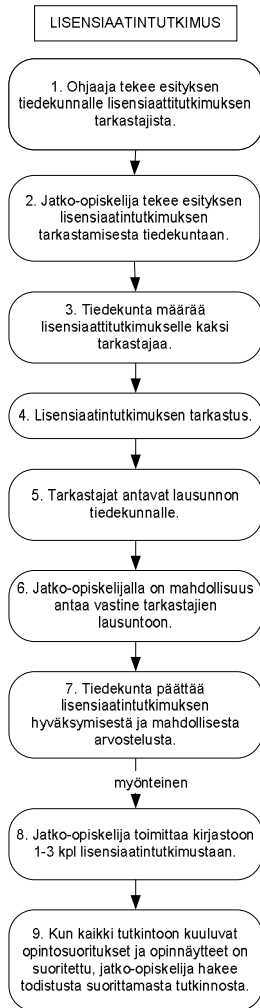 LISENSIAATINTUTKIMUS
1. Ohjaaja tekee esityksen
tiedekunnalle lisensiaattitutkimuksen
tarkastajista.
2. Jatko-opiskelija tekee esityksen
lisensiaatintutkimuksen
tarkastamisesta tiedekuntaan.
3. Tiedekunta määrää
lisensiaattitutkimukselle kaksi
tarkastajaa.
4. Lisensiaatintutkimuksen tarkastus.
5. Tarkastajat antavat lausunnon
tiedekunnalle.
6. Jatko-opiskelijalla on mahdollisuus
antaa vastine tarkastajien
lausuntoon.
7. Tiedekunta päättää
lisensiaatintutkimuksen
hyväksymisestä ja mahdollisesta
arvostelusta.
myönteinen
8. Jatko-opiskelija toimittaa kirjastoon
1-3 kpl lisensiaatintutkimustaan.
9. Kun kaikki tutkintoon kuuluvat
opintosuoritukset ja opinnäytteet on
suoritettu, jatko-opiskelija hakee
todistusta suorittamasta tutkinnosta.